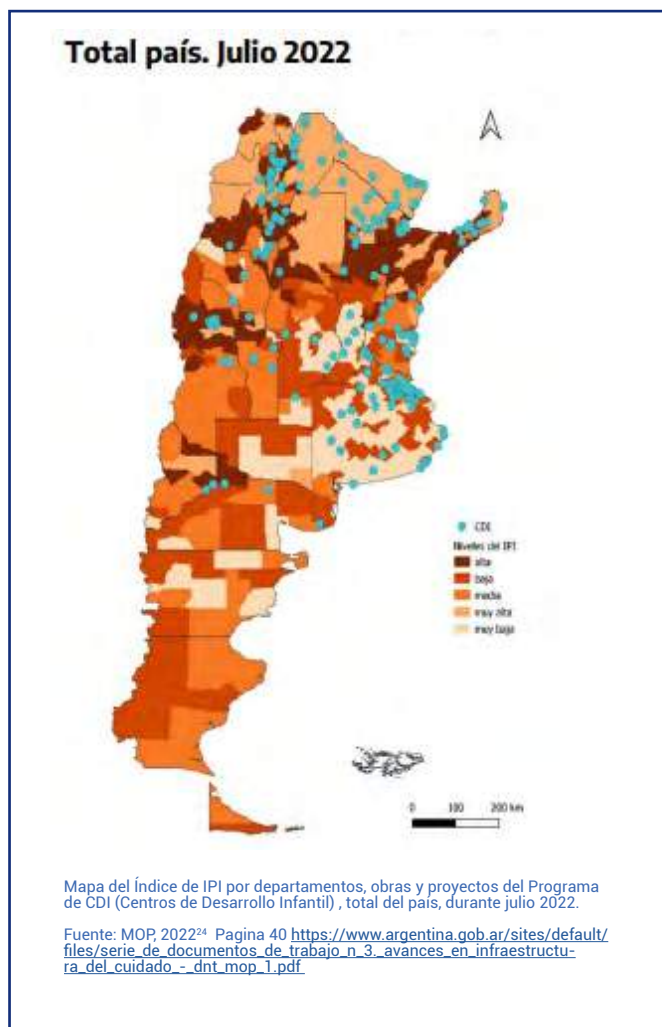 Total país. Julio 2022
CDI
Niveles del IPI
alta
baja
media
muy alta
muy baja
0 100 200 km
Mapa del Índice de IPI por departamentos, obras y proyectos del Programa
de CDI (Centros de Desarrollo Infantil) , total del país, durante julio 2022.
Fuente: MOP, 2022²⁴ Pagina 40 https://www.argentina.gob.ar/sites/default/
files/serie_de_documentos_de_trabajo_n_3._avances_en_infraestructu-
ra_del_cuidado_-_dnt_mop_1.pdf